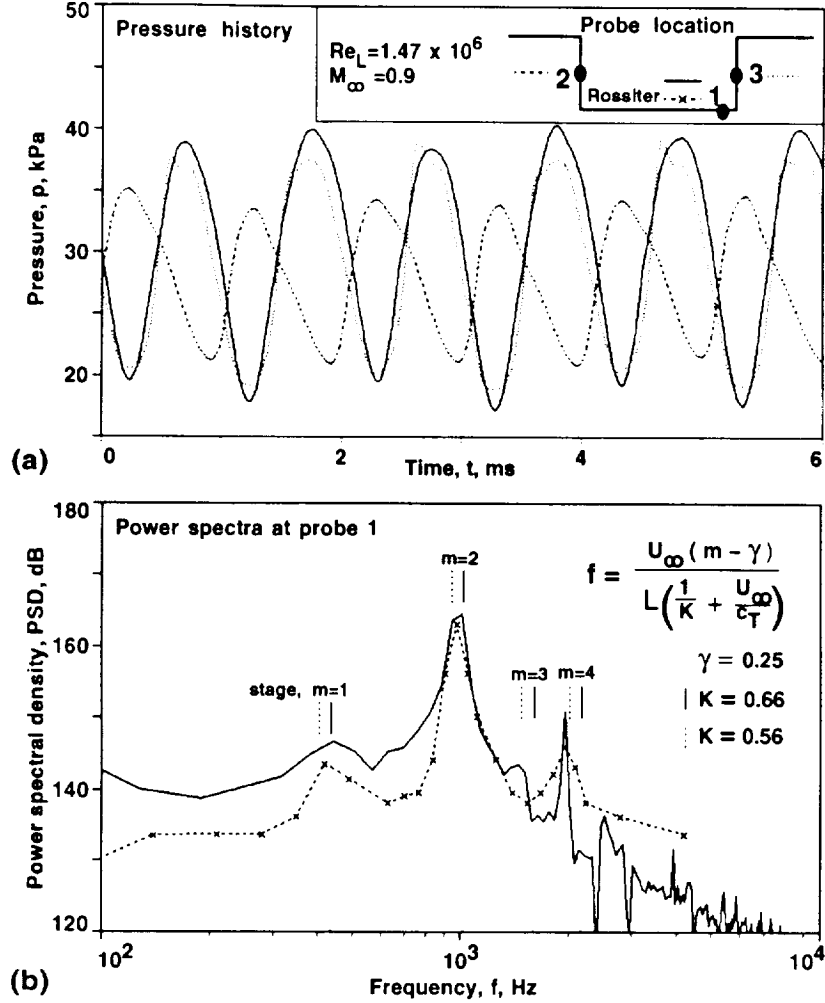 50
Pressure history
Probe location
Re_L=1.47 x 10^6
M_∞=0.9
2
3
Rossiter
1
40
30
20
Pressure, p, kPa
0
2
4
6
Time, t, ms
(a)
180
Power spectra at probe 1
m=2
f = U_∞(m - γ) / L(1/K + U_∞/c_T)
160
stage, m=1
m=3
m=4
γ = 0.25
K = 0.66
K = 0.56
140
120
Power spectral density, PSD, dB
10^2
10^3
10^4
Frequency, f, Hz
(b)